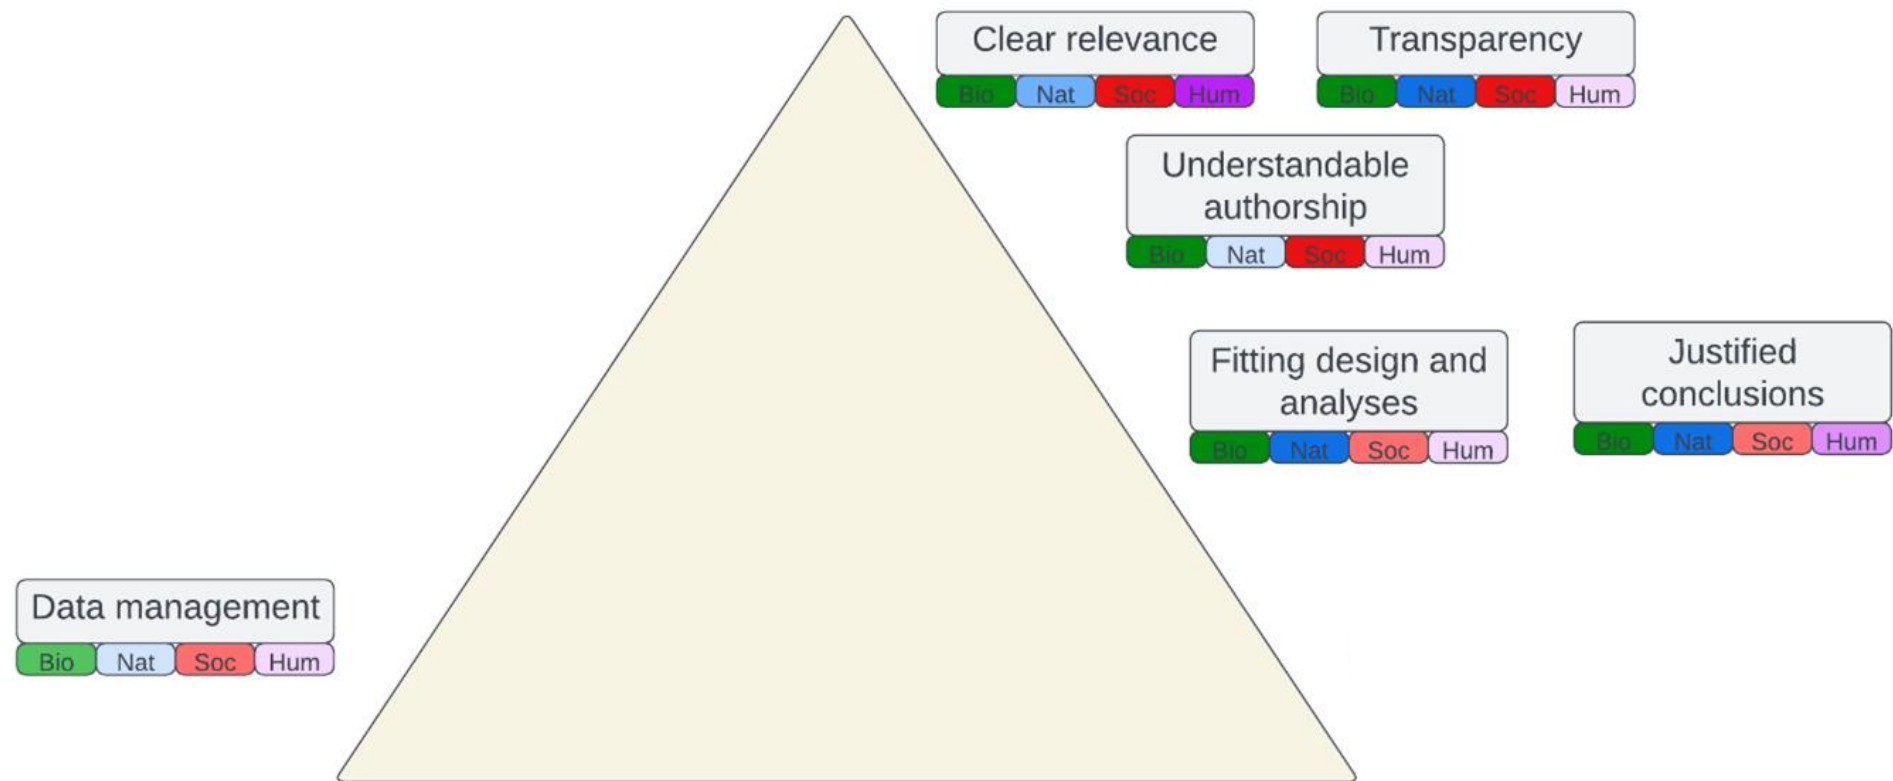 Clear relevance
Bio Nat Soc Hum
Transparency
Bio Nat Soc Hum
Understandable
authorship
Bio Nat Soc Hum
Fitting design and
analyses
Bio Nat Soc Hum
Justified
conclusions
Bio Nat Soc Hum
Data management
Bio Nat Soc Hum